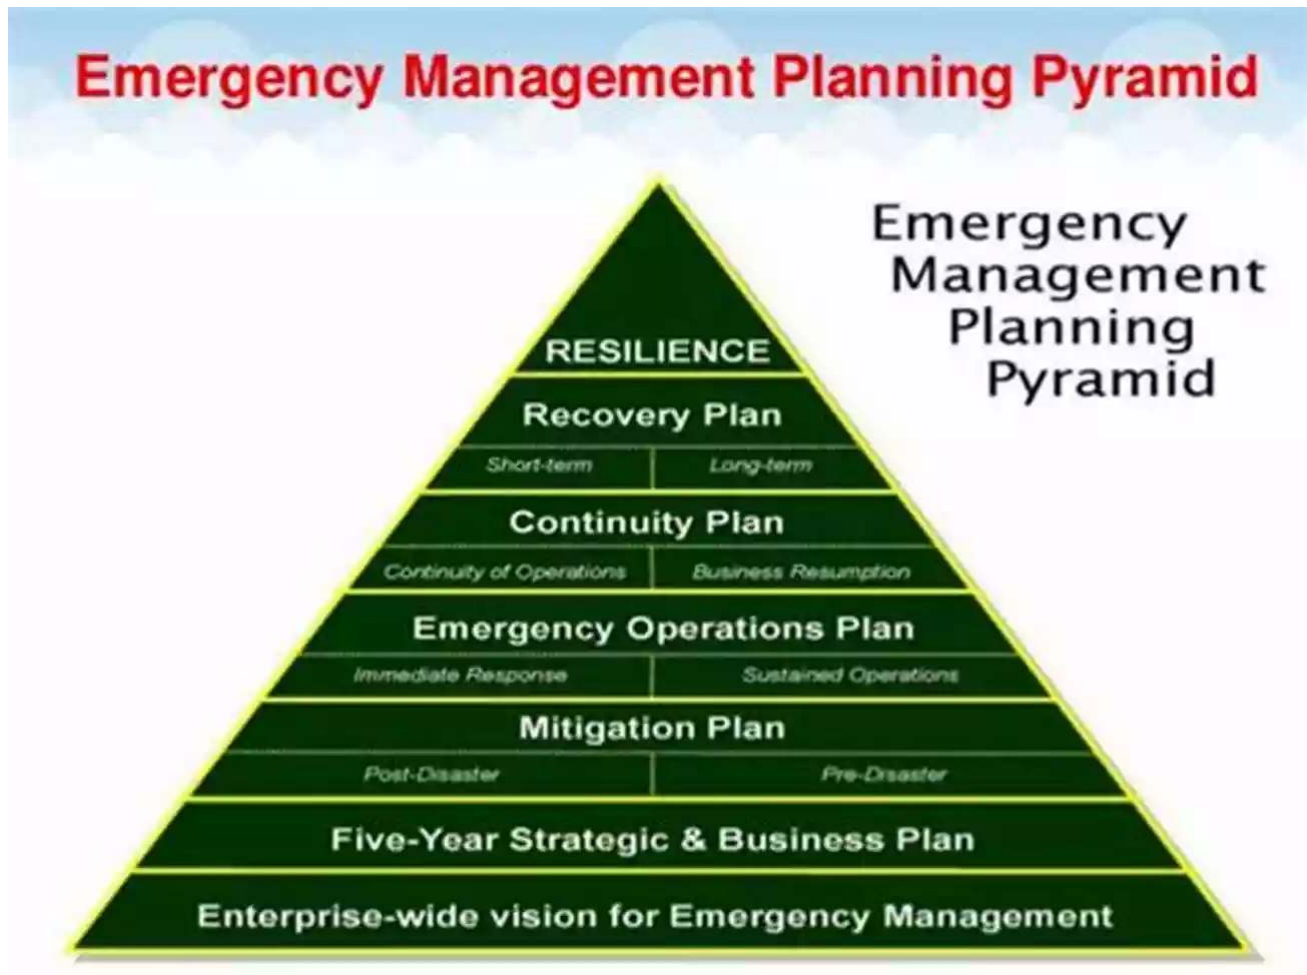 Emergency Management Planning Pyramid
Emergency
Management
Planning
Pyramid
RESILIENCE
Recovery Plan
Short-term Long-term
Continuity Plan
Continuity of Operations Business Resumption
Emergency Operations Plan
Immediate Response Sustained Operations
Mitigation Plan
Post-Disaster Pre-Disaster
Five-Year Strategic & Business Plan
Enterprise-wide vision for Emergency Management